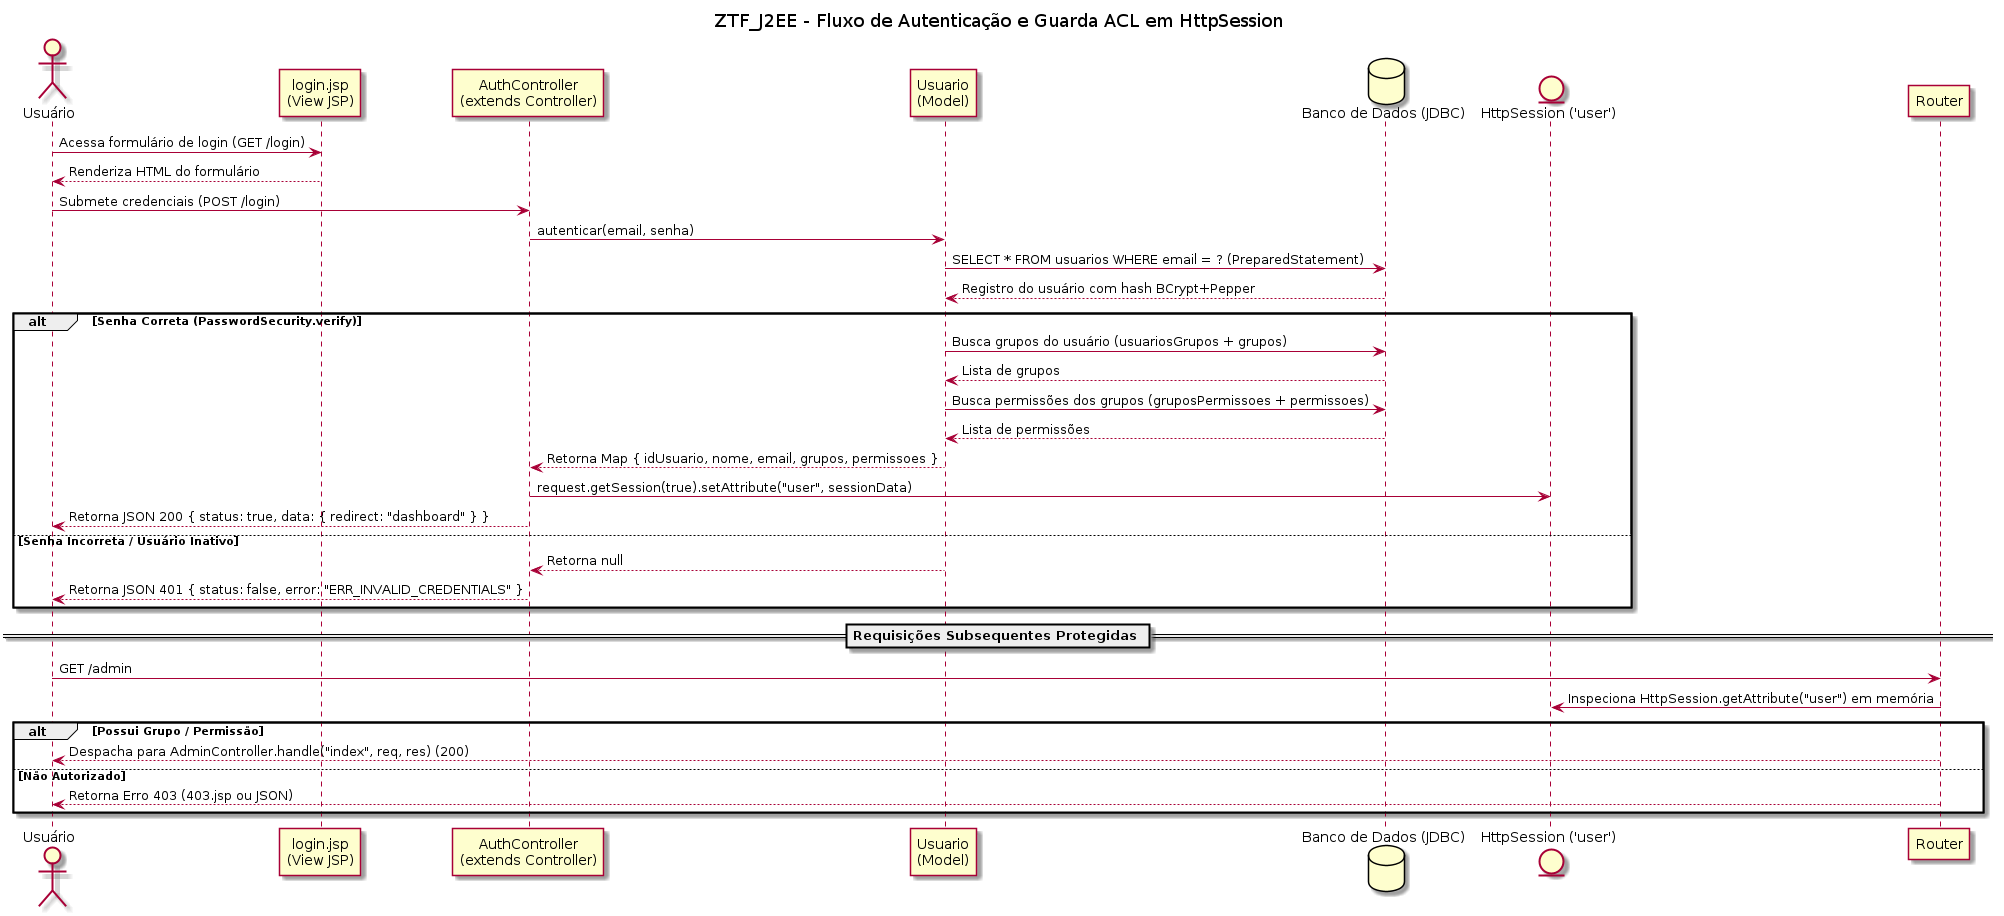 ZTF_J2EE - Fluxo de Autenticação e Guarda ACL em HttpSession
Usuário
login.jsp
(View JSP)
AuthController
(extends Controller)
Usuario
(Model)
Banco de Dados (JDBC)
HttpSession ('user')
Router
Acessa formulário de login (GET /login)
Renderiza HTML do formulário
Submete credenciais (POST /login)
autenticar(email, senha)
SELECT * FROM usuarios WHERE email = ? (PreparedStatement)
Registro do usuário com hash BCrypt+Pepper
alt [Senha Correta (PasswordSecurity.verify)]
Busca grupos do usuário (usuariosGrupos + grupos)
Lista de grupos
Busca permissões dos grupos (gruposPermissoes + permissoes)
Lista de permissões
Retorna Map { idUsuario, nome, email, grupos, permissoes }
request.getSession(true).setAttribute("user", sessionData)
Retorna JSON 200 { status: true, data: { redirect: "dashboard" } }
[Senha Incorreta / Usuário Inativo]
Retorna null
Retorna JSON 401 { status: false, error: "ERR_INVALID_CREDENTIALS" }
Requisições Subsequentes Protegidas
GET /admin
Inspeciona HttpSession.getAttribute("user") em memória
alt [Possui Grupo / Permissão]
Despacha para AdminController.handle("index", req, res) (200)
[Não Autorizado]
Retorna Erro 403 (403.jsp ou JSON)
Usuário
login.jsp
(View JSP)
AuthController
(extends Controller)
Usuario
(Model)
Banco de Dados (JDBC)
HttpSession ('user')
Router